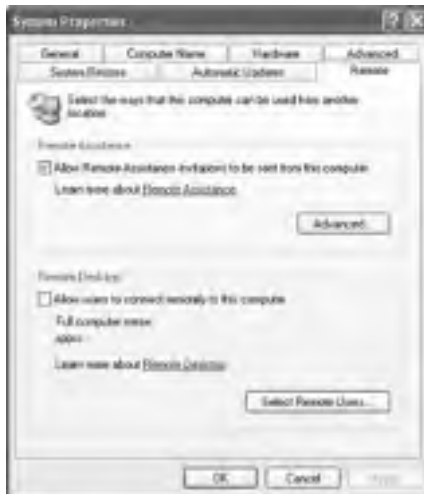 System Properties
General Computer Name Hardware Advanced
System Restore Automatic Updates Remote
Select the ways that this computer can be used from another
location
Remote Assistance
Allow Remote Assistance invitations to be sent from this computer
Learn more about Remote Assistance.
Advanced...
Remote Desktop
Allow users to connect remotely to this computer
Full computer name:
Learn more about Remote Desktop.
Select Remote Users...
OK Cancel Apply